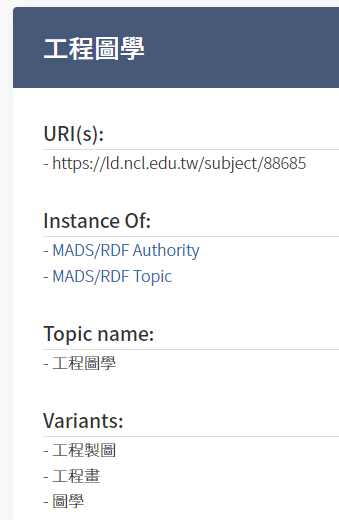 工程圖學
URI(s):
- https://ld.ncl.edu.tw/subject/88685
Instance Of:
- MADS/RDF Authority
- MADS/RDF Topic
Topic name:
- 工程圖學
Variants:
- 工程製圖
- 工程畫
- 圖學